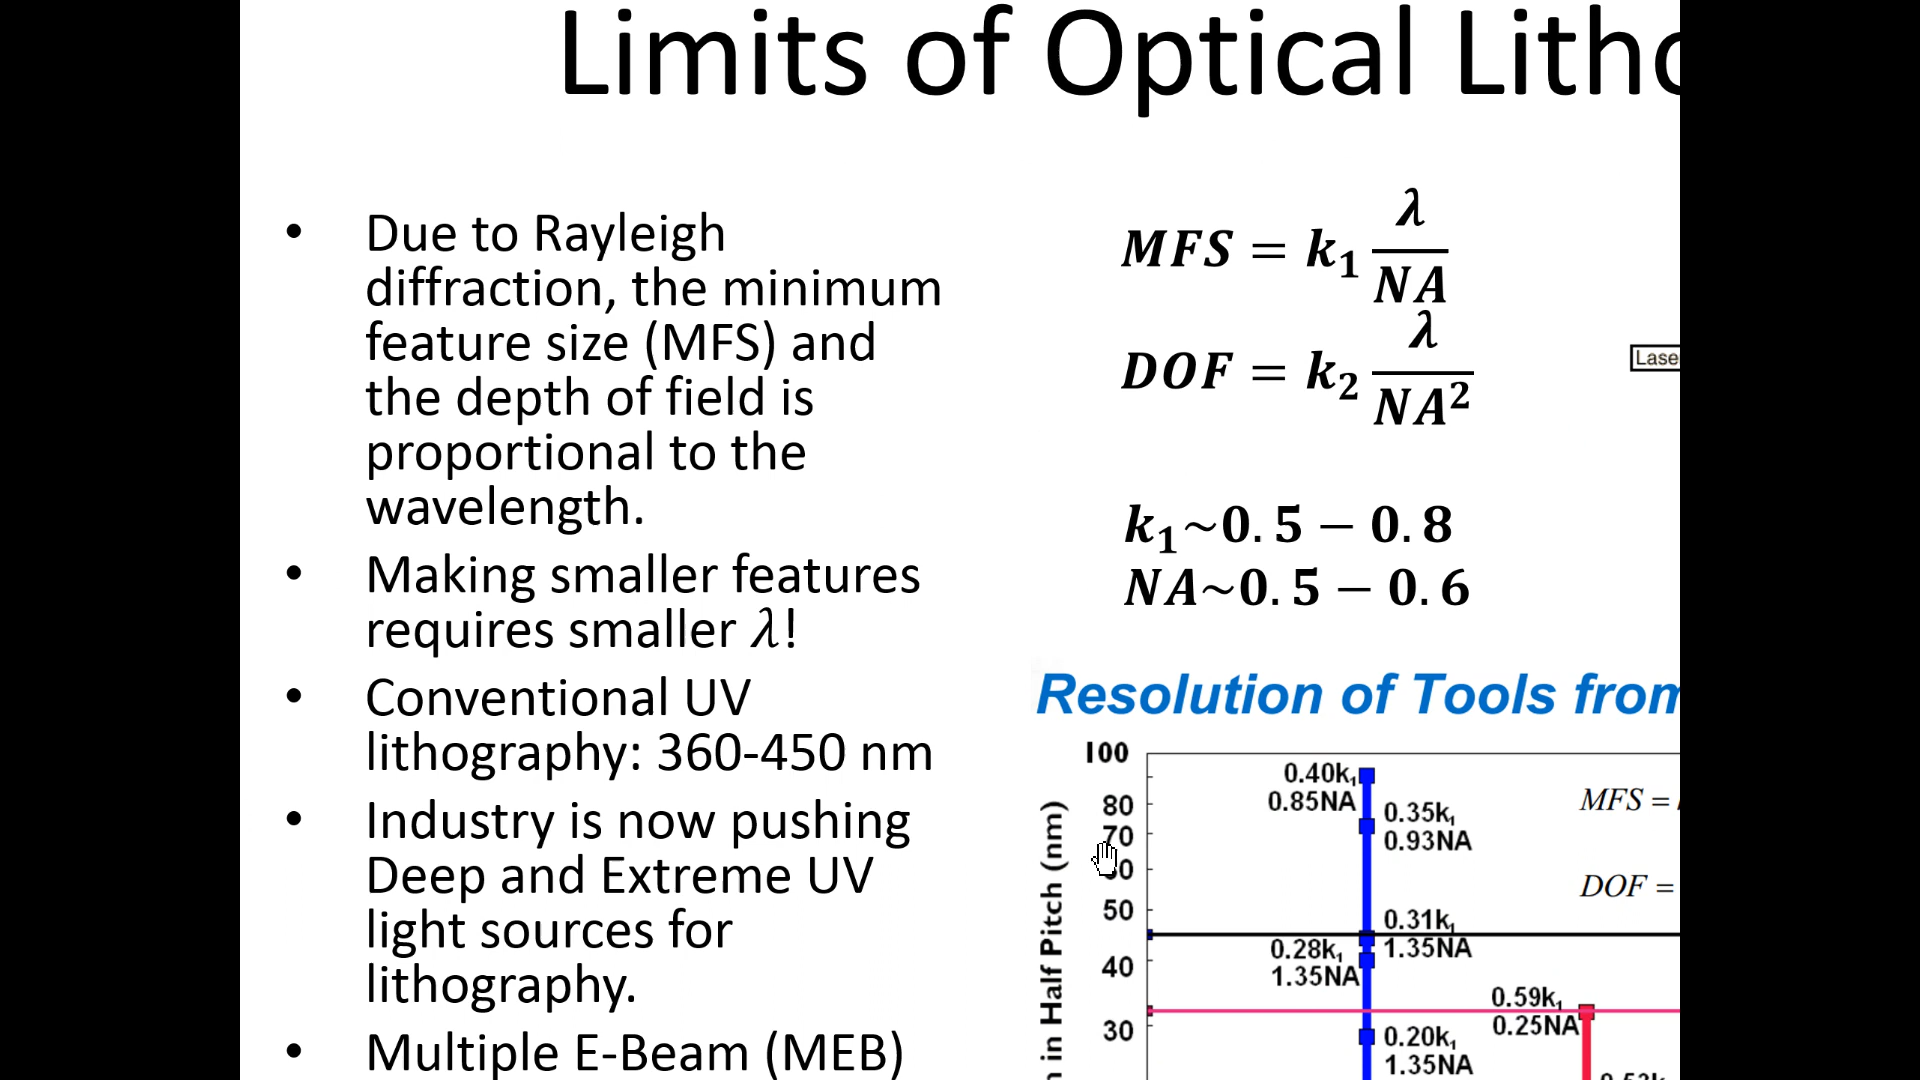 Limits of Optical Litho
• Due to Rayleigh
diffraction, the minimum
feature size (MFS) and
the depth of field is
proportional to the
wavelength.
• Making smaller features
requires smaller λ!
• Conventional UV
lithography: 360-450 nm
• Industry is now pushing
Deep and Extreme UV
light sources for
lithography.
• Multiple E-Beam (MEB)
MFS = k₁ λ/NA
DOF = k₂ λ/NA²
k₁~0.5 − 0.8
NA~0.5 − 0.6
Lase
Resolution of Tools from
100
80
70
50
40
30
n in Half Pitch (nm)
0.40k₁
0.85NA
0.35k₁
0.93NA
0.31k₁
1.35NA
0.28k₁
1.35NA
0.20k₁
1.35NA
0.59k₁
0.25NA
MFS =
DOF =